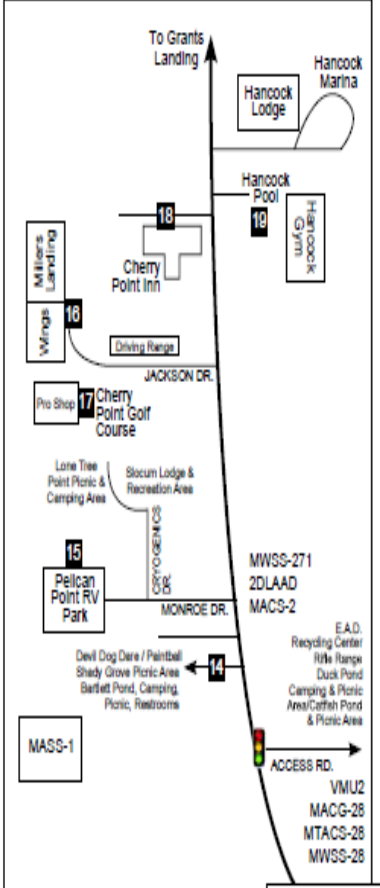 To Grants
Landing
Hancock
Marina
Hancock
Lodge
Hancock
Pool
18
19
Hancock
Gym
Cherry
Point Inn
Millers
Landing
Wings
16
Driving Range
JACKSON DR.
Pro Shop
17
Cherry
Point Golf
Course
Lone Tree
Point Picnic &
Camping Area
Slocum Lodge &
Recreation Area
CRYOGENICS
DR.
15
Pelican
Point RV
Park
MONROE DR.
MWSS-271
2DLAAD
MACS-2
Devil Dog Dare / Paintball
Shady Grove Picnic Area
Bartlett Pond, Camping,
Picnic, Restrooms
14
E.A.D.
Recycling Center
Rifle Range
Duck Pond
Camping & Picnic
Area/Catfish Pond
& Picnic Area
MASS-1
ACCESS RD.
VMU2
MACG-28
MTACS-28
MWSS-28